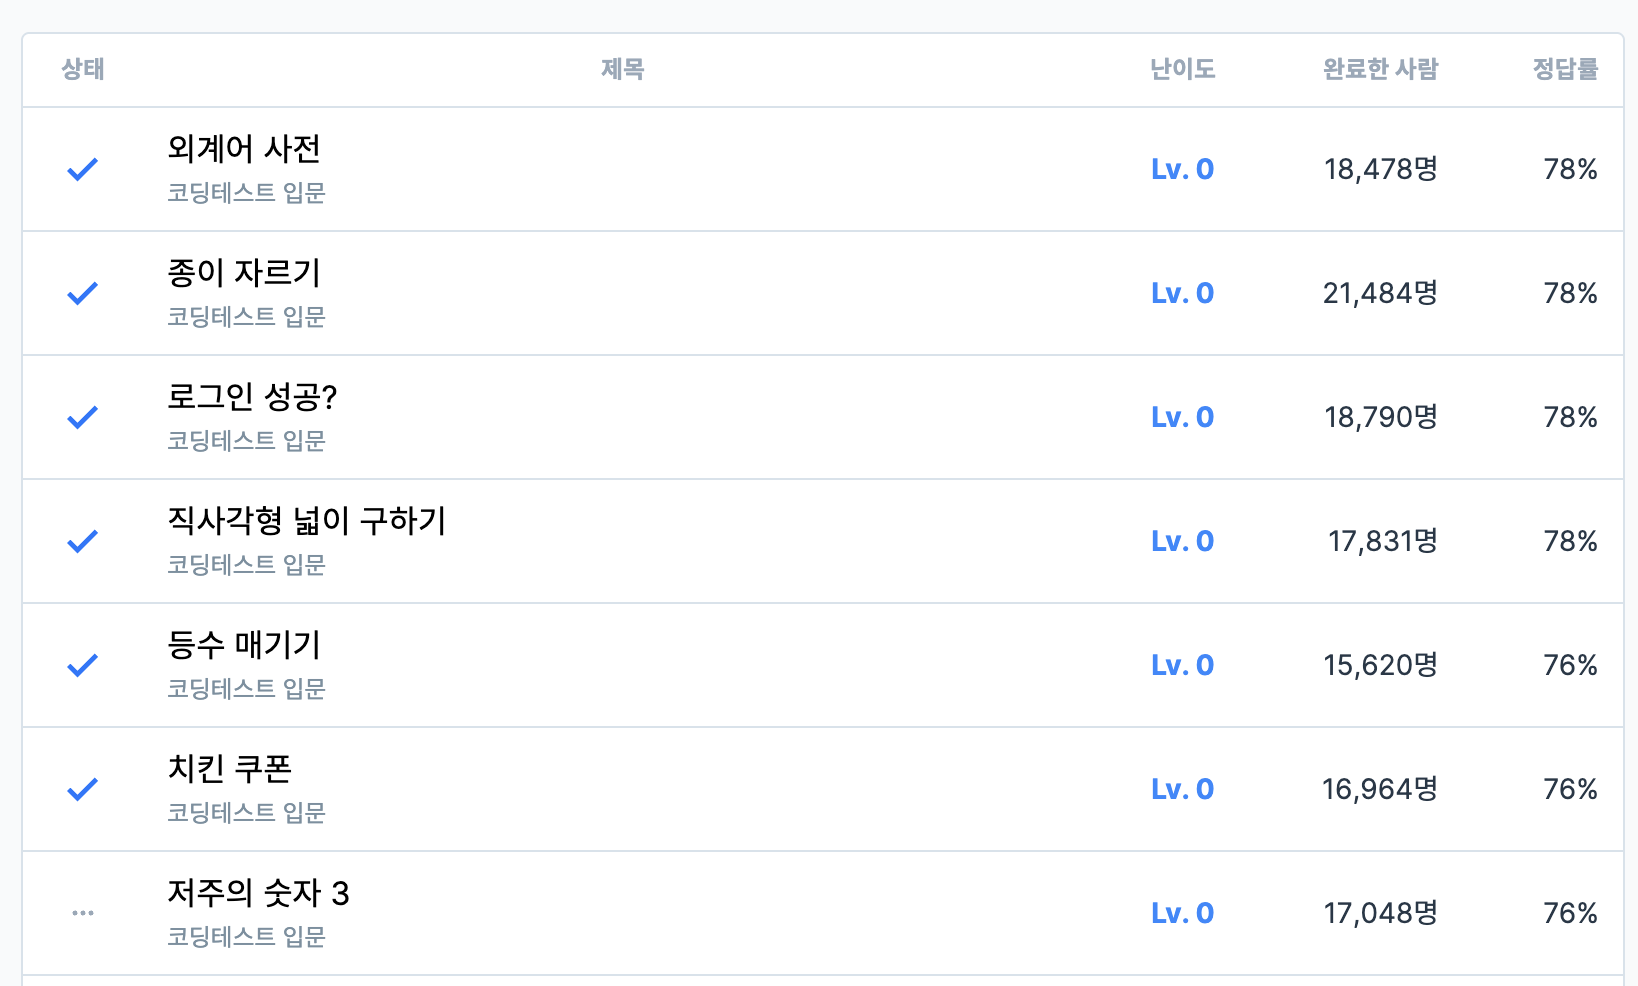 상태 제목 난이도 완료한 사람 정답률
외계어 사전
코딩테스트 입문
Lv. 0 18,478명 78%
종이 자르기
코딩테스트 입문
Lv. 0 21,484명 78%
로그인 성공?
코딩테스트 입문
Lv. 0 18,790명 78%
직사각형 넓이 구하기
코딩테스트 입문
Lv. 0 17,831명 78%
등수 매기기
코딩테스트 입문
Lv. 0 15,620명 76%
치킨 쿠폰
코딩테스트 입문
Lv. 0 16,964명 76%
저주의 숫자 3
코딩테스트 입문
Lv. 0 17,048명 76%